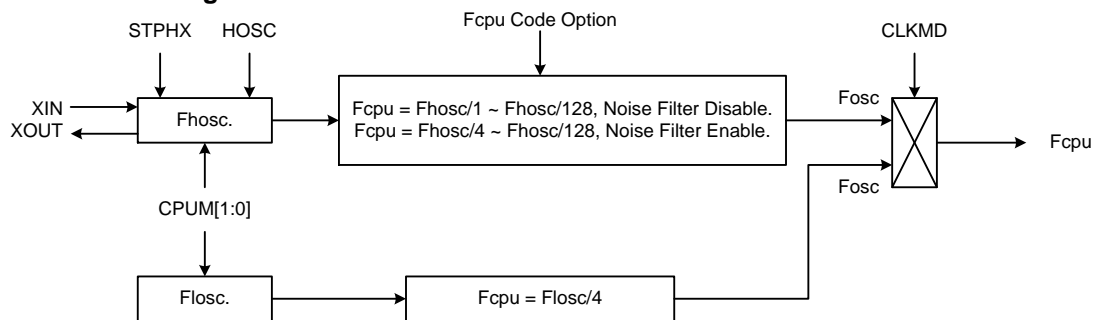 Fcpu Code Option
STPHX HOSC
CLKMD
XIN
XOUT
Fhosc.
Fcpu = Fhosc/1 ~ Fhosc/128, Noise Filter Disable.
Fcpu = Fhosc/4 ~ Fhosc/128, Noise Filter Enable.
Fosc
Fosc
Fcpu
CPUM[1:0]
Flosc.
Fcpu = Flosc/4